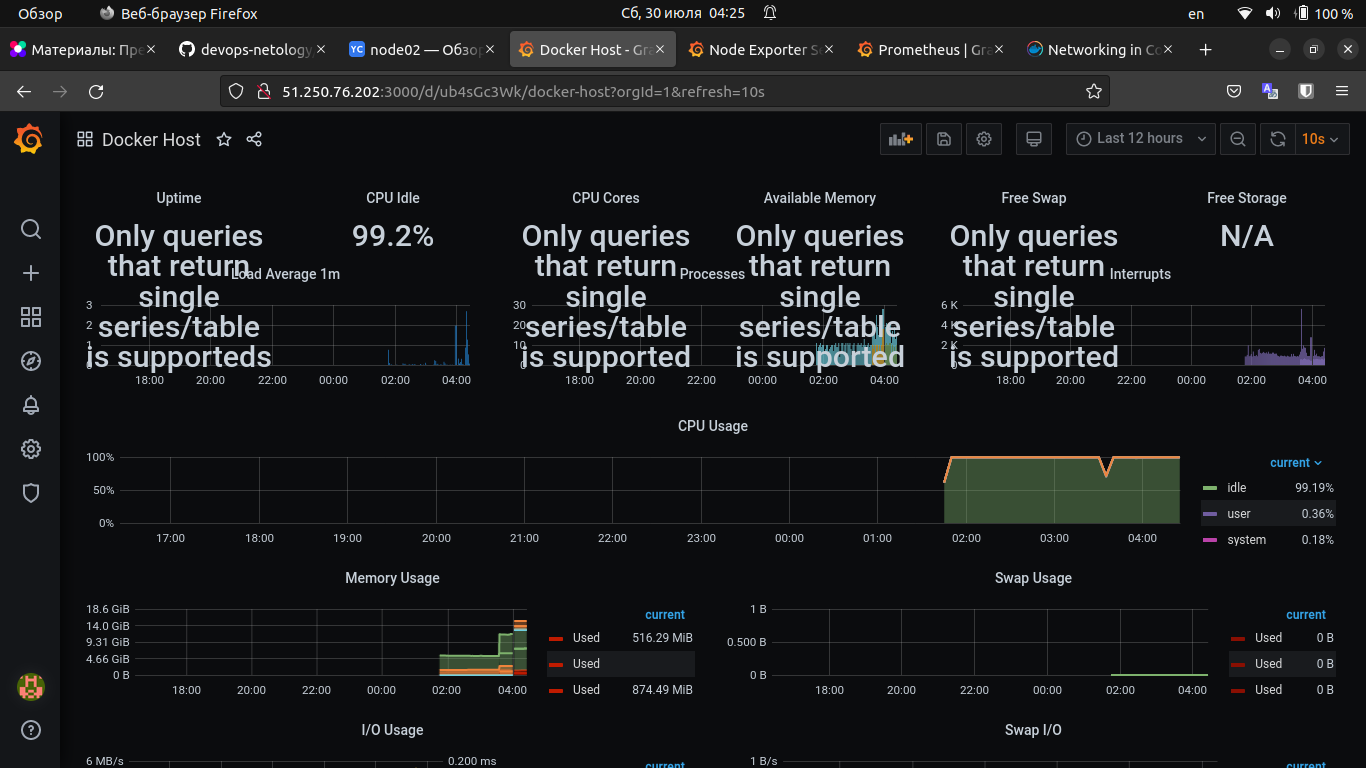 Обзор
Веб-браузер Firefox
Сб, 30 июля 04:25
en
100 %
Материалы: Пре
devops-netology
node02 — Обзор
Docker Host - Gra
Node Exporter S
Prometheus | Gra
Networking in Co
51.250.76.202:3000/d/ub4sGc3Wk/docker-host?orgId=1&refresh=10s
Docker Host
Last 12 hours
10s
Uptime
CPU Idle
CPU Cores
Available Memory
Free Swap
Free Storage
Only queries
that return
single
series/table
is supporteds
99.2%
Only queries
that return
single
series/table
is supported
Only queries
that return
single
series/table
is supported
Only queries
that return
single
series/table
is supported
N/A
Load Average 1m
3
2
1
0
18:00 20:00 22:00 00:00 02:00 04:00
Processes
30
20
10
0
18:00 20:00 22:00 00:00 02:00 04:00
Interrupts
6 K
4 K
2 K
0
18:00 20:00 22:00 00:00 02:00 04:00
CPU Usage
100%
50%
0%
17:00 18:00 19:00 20:00 21:00 22:00 23:00 00:00 01:00 02:00 03:00 04:00
current
idle 99.19%
user 0.36%
system 0.18%
Memory Usage
18.6 GiB
14.0 GiB
9.31 GiB
4.66 GiB
0 B
18:00 20:00 22:00 00:00 02:00 04:00
current
Used 516.29 MiB
Used
Used 874.49 MiB
Swap Usage
1 B
0.500 B
0 B
18:00 20:00 22:00 00:00 02:00 04:00
current
Used 0 B
Used 0 B
Used 0 B
I/O Usage
6 MB/s
0.200 ms
current
Swap I/O
1 B/s
current